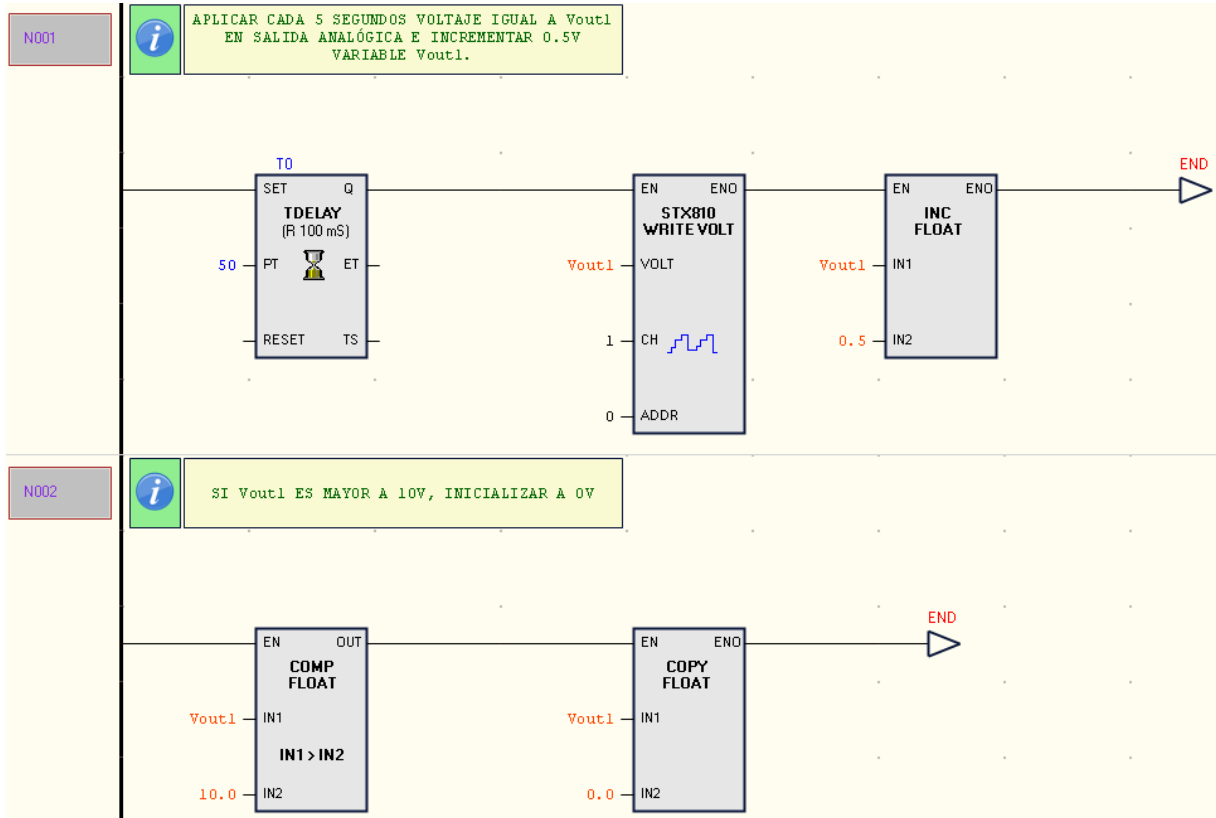 N001
i
APLICAR CADA 5 SEGUNDOS VOLTAJE IGUAL A Vout1
EN SALIDA ANALÓGICA E INCREMENTAR 0.5V
VARIABLE Vout1.
T0
END
SET Q
TDELAY
(R 100 mS)
50 PT ET
RESET TS
EN ENO
STX810
WRITE VOLT
Vout1 VOLT
1 CH
0 ADDR
EN ENO
INC
FLOAT
Vout1 IN1
0.5 IN2
N002
i
SI Vout1 ES MAYOR A 10V, INICIALIZAR A 0V
END
EN OUT
COMP
FLOAT
Vout1 IN1
IN1 > IN2
10.0 IN2
EN ENO
COPY
FLOAT
Vout1 IN1
0.0 IN2